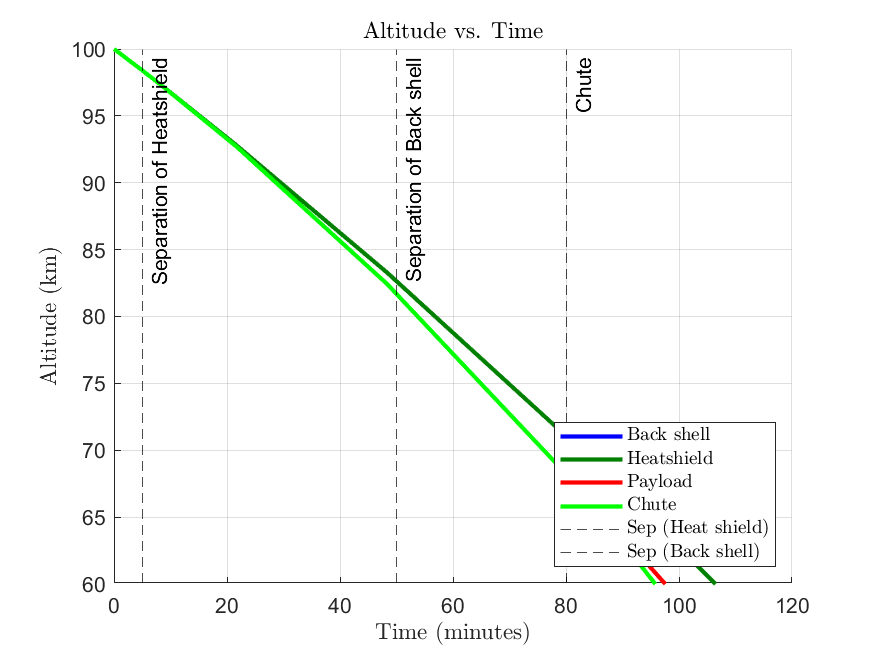 Altitude vs. Time
100
95
90
85
80
75
70
65
60
Altitude (km)
Separation of Heatshield
Separation of Back shell
Chute
Back shell
Heatshield
Payload
Chute
Sep (Heat shield)
Sep (Back shell)
0
20
40
60
80
100
120
Time (minutes)